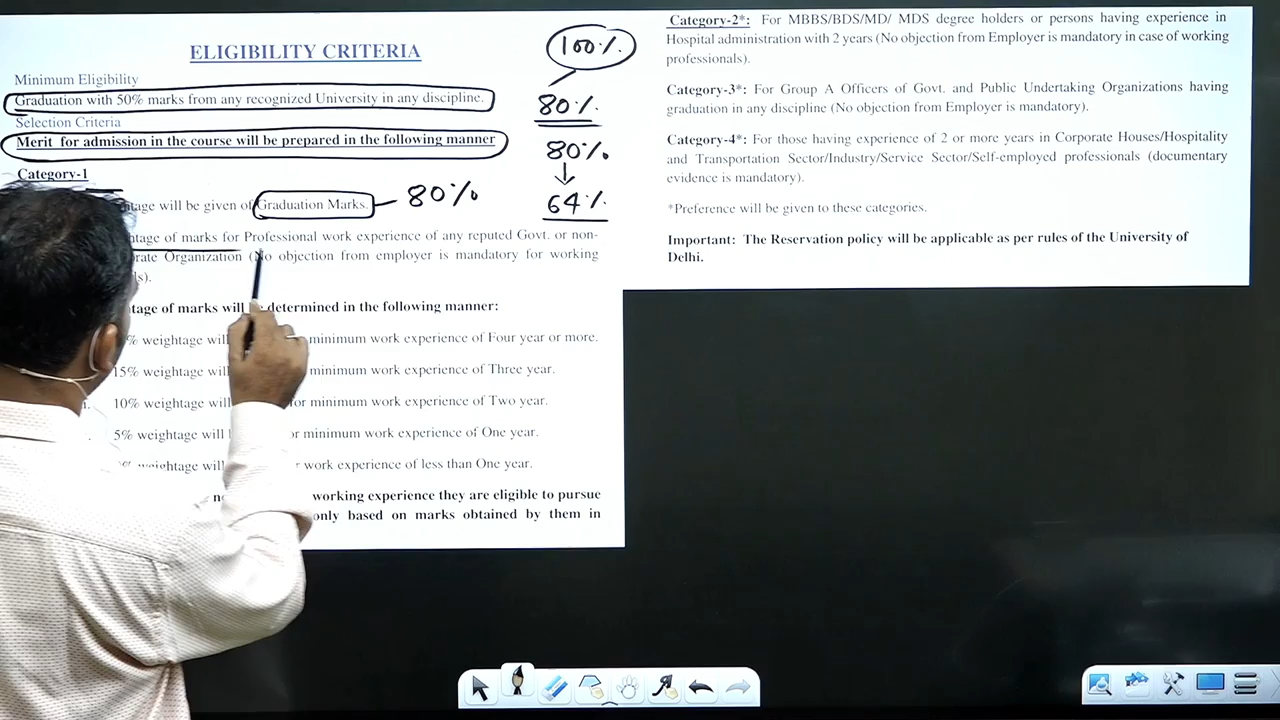 ELIGIBILITY CRITERIA
Minimum Eligibility
Graduation with 50% marks from any recognized University in any discipline.
Selection Criteria
Merit for admission in the course will be prepared in the following manner
Category-1
will be given of Graduation Marks.
of marks for Professional work experience of any reputed Govt. or non-
Organization (No objection from employer is mandatory for working
of marks will be determined in the following manner:
weightage will minimum work experience of Four year or more.
15% weightage will minimum work experience of Three year.
10% weightage will for minimum work experience of Two year.
5% weightage will minimum work experience of One year.
weightage will work experience of less than One year.
working experience they are eligible to pursue
only based on marks obtained by them in
100%
80%
80%
64%
80%
Category-2*: For MBBS/BDS/MD/ MDS degree holders or persons having experience in
Hospital administration with 2 years (No objection from Employer is mandatory in case of working
professionals).
Category-3*: For Group A Officers of Govt. and Public Undertaking Organizations having
graduation in any discipline (No objection from Employer is mandatory).
Category-4*: For those having experience of 2 or more years in Corporate Houses/Hospitality
and Transportation Sector/Industry/Service Sector/Self-employed professionals (documentary
evidence is mandatory).
*Preference will be given to these categories.
Important: The Reservation policy will be applicable as per rules of the University of
Delhi.